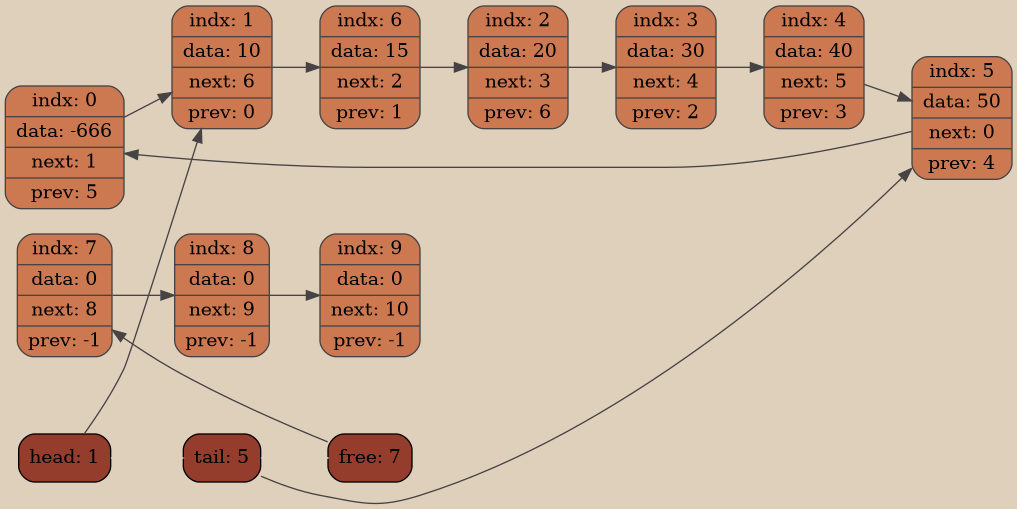 indx: 0
data: -666
next: 1
prev: 5
indx: 1
data: 10
next: 6
prev: 0
indx: 6
data: 15
next: 2
prev: 1
indx: 2
data: 20
next: 3
prev: 6
indx: 3
data: 30
next: 4
prev: 2
indx: 4
data: 40
next: 5
prev: 3
indx: 5
data: 50
next: 0
prev: 4
indx: 7
data: 0
next: 8
prev: -1
indx: 8
data: 0
next: 9
prev: -1
indx: 9
data: 0
next: 10
prev: -1
head: 1
tail: 5
free: 7